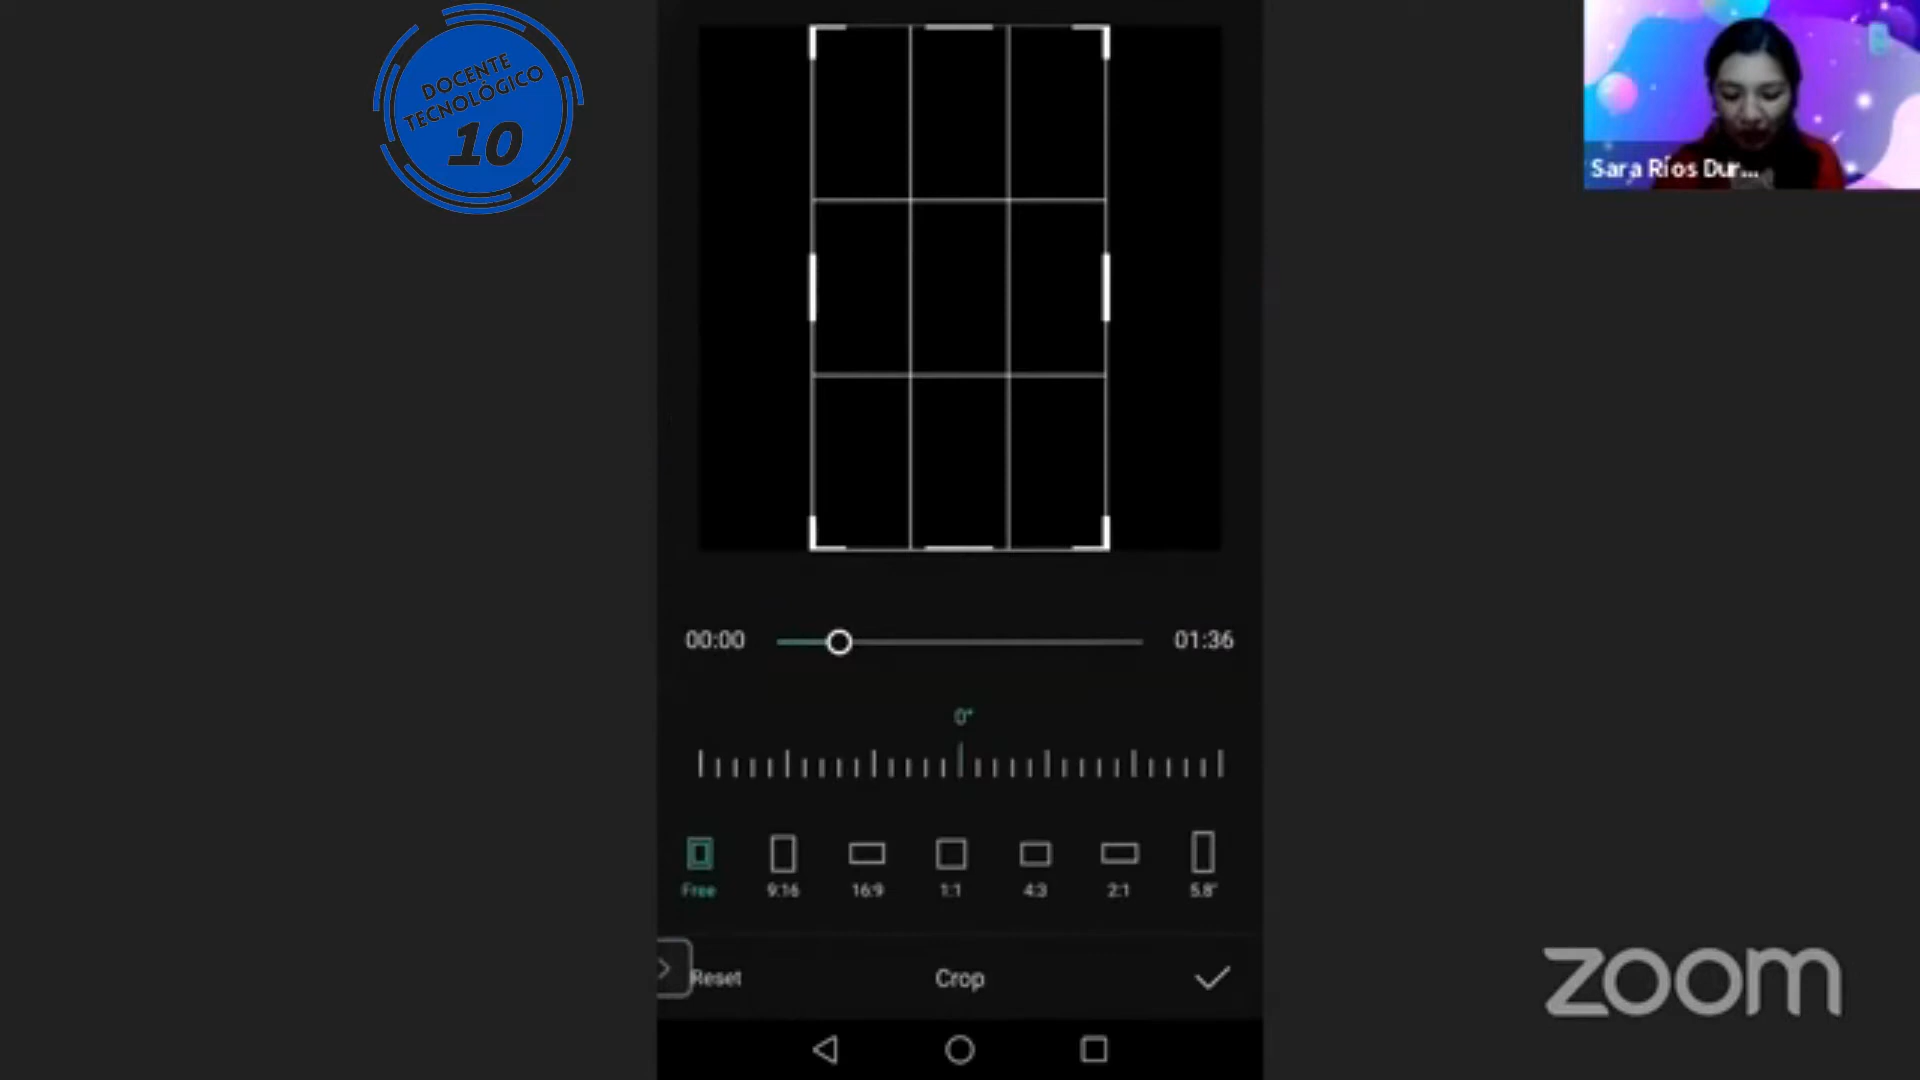 DOCENTE
TECNOLÓGICO
10
Sara Ríos Dur...
00:00
01:36
0°
Free
9:16
16:9
1:1
4:3
2:1
5.8"
Reset
Crop
zoom